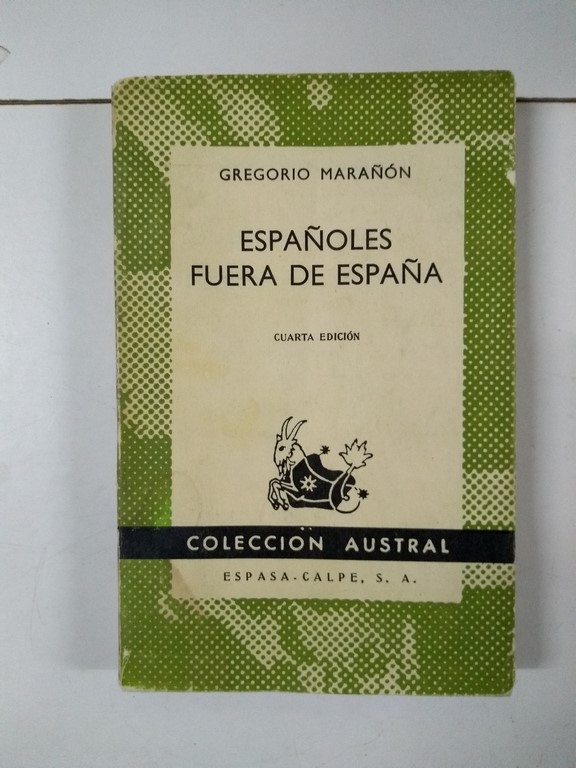 GREGORIO MARAÑÓN
ESPAÑOLES
FUERA DE ESPAÑA
CUARTA EDICIÓN
COLECCIÓN AUSTRAL
ESPASA-CALPE, S. A.